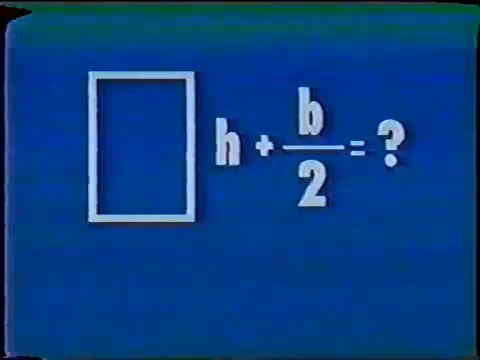 h + b/2 = ?